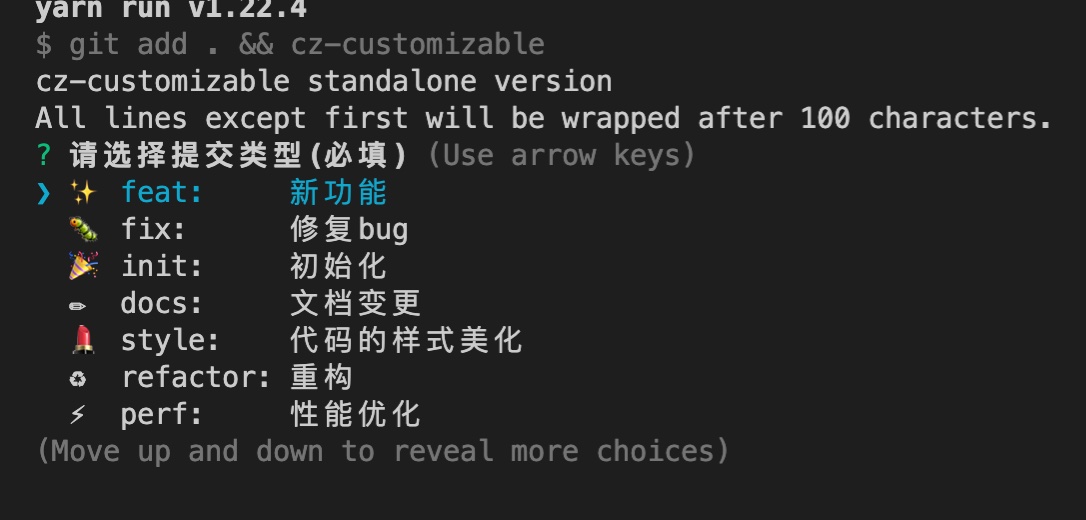 yarn run v1.22.4
$ git add . && cz-customizable
cz-customizable standalone version
All lines except first will be wrapped after 100 characters.
? 请选择提交类型(必填) (Use arrow keys)
❯ ✨ feat: 新功能
🐛 fix: 修复bug
🎉 init: 初始化
✏ docs: 文档变更
💄 style: 代码的样式美化
♻ refactor: 重构
⚡ perf: 性能优化
(Move up and down to reveal more choices)